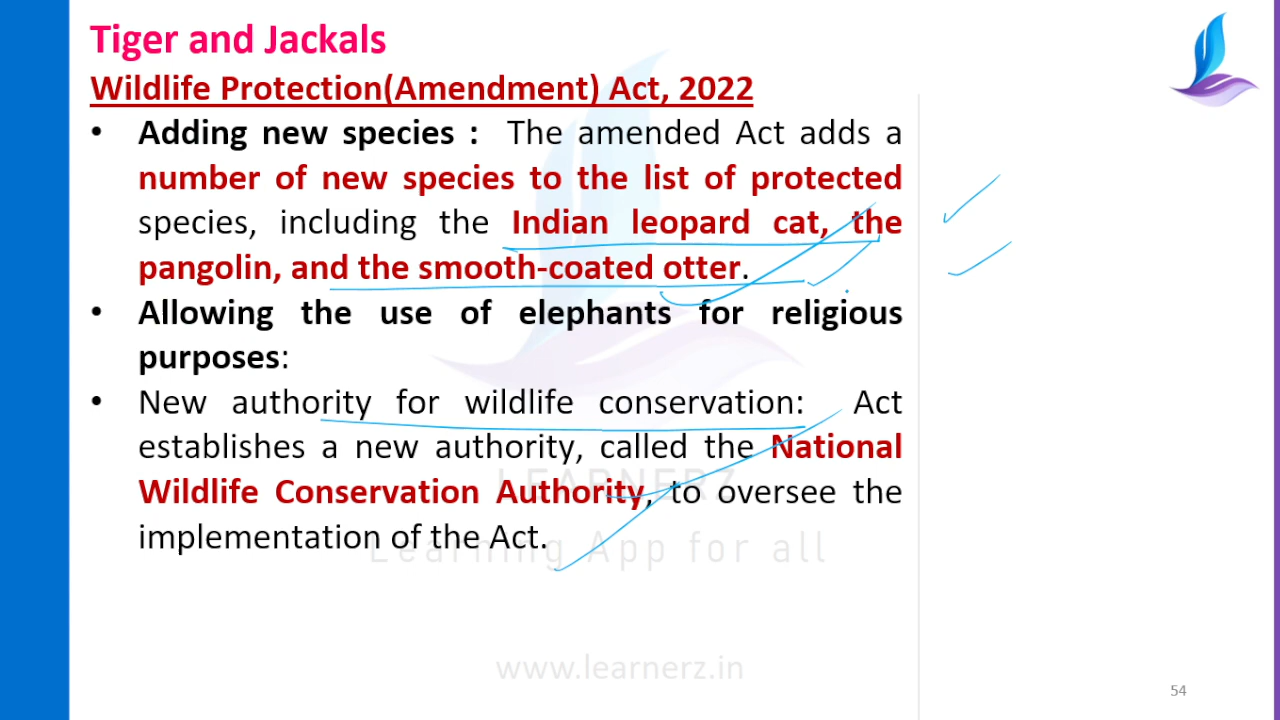 Tiger and Jackals
Wildlife Protection(Amendment) Act, 2022
• Adding new species : The amended Act adds a
number of new species to the list of protected
species, including the Indian leopard cat, the
pangolin, and the smooth-coated otter.
• Allowing the use of elephants for religious
purposes:
• New authority for wildlife conservation: Act
establishes a new authority, called the National
Wildlife Conservation Authority, to oversee the
implementation of the Act.
LEARNERZ
Learning App for all
www.learnerz.in
54